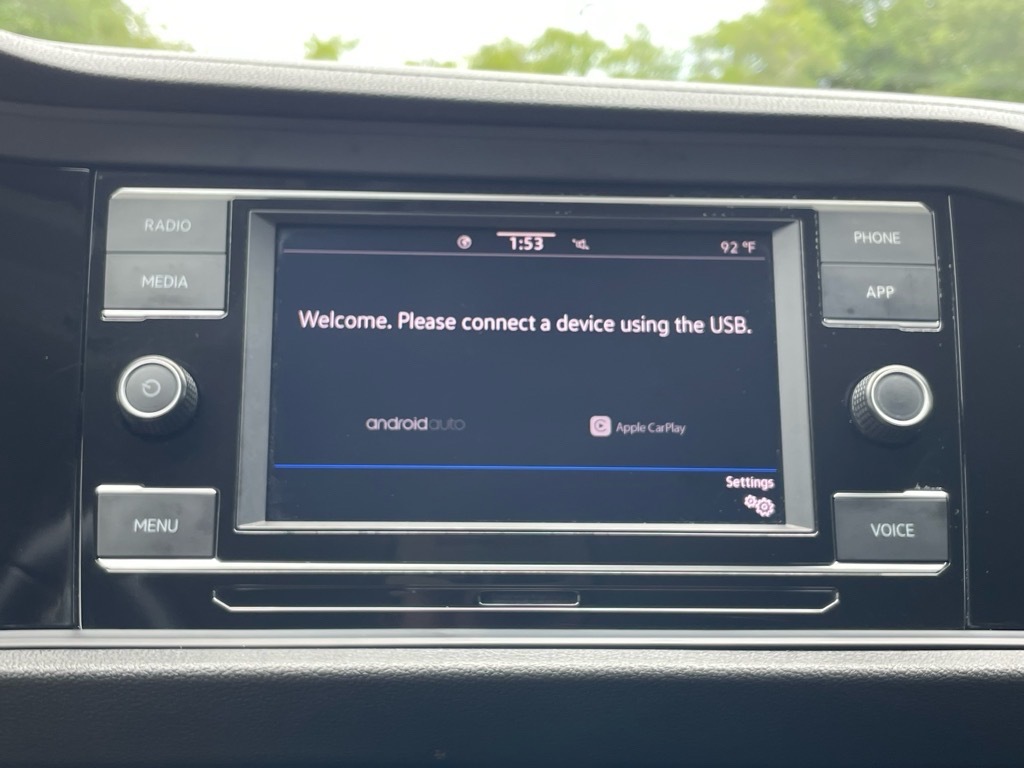 RADIO
MEDIA
1:53
92 °F
PHONE
APP
Welcome. Please connect a device using the USB.
androidauto
Apple CarPlay
Settings
MENU
VOICE